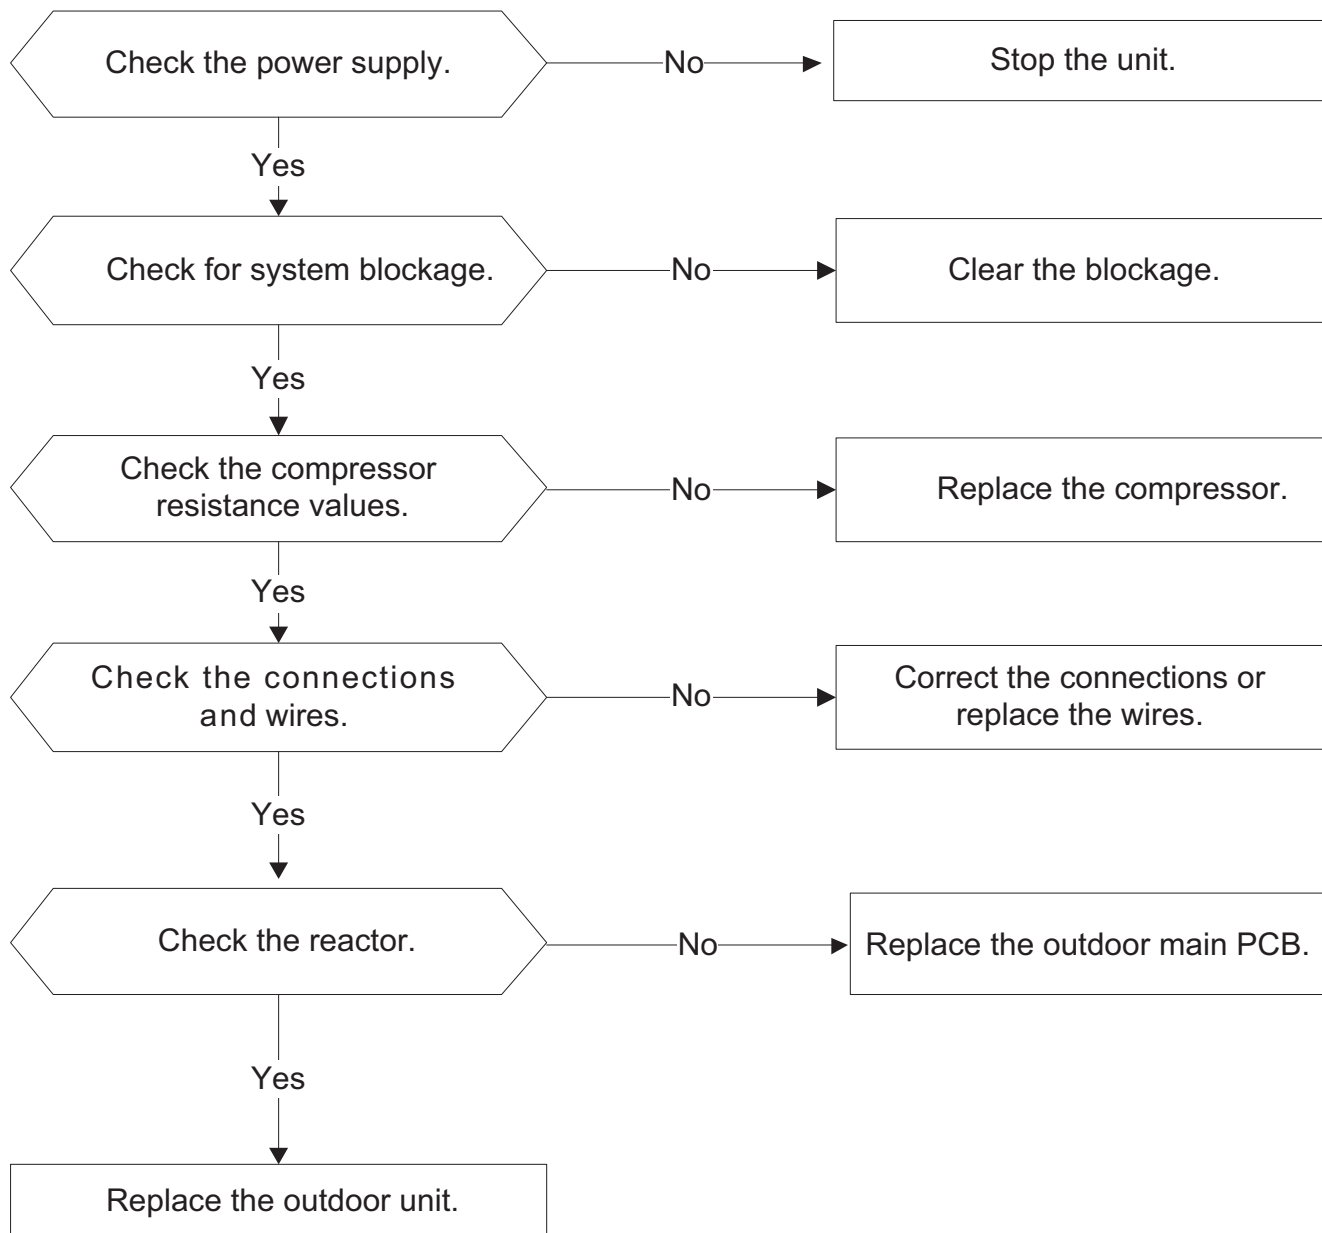 Check the power supply.
No
Stop the unit.
Yes
Check for system blockage.
No
Clear the blockage.
Yes
Check the compressor
resistance values.
No
Replace the compressor.
Yes
Check the connections
and wires.
No
Correct the connections or
replace the wires.
Yes
Check the reactor.
No
Replace the outdoor main PCB.
Yes
Replace the outdoor unit.